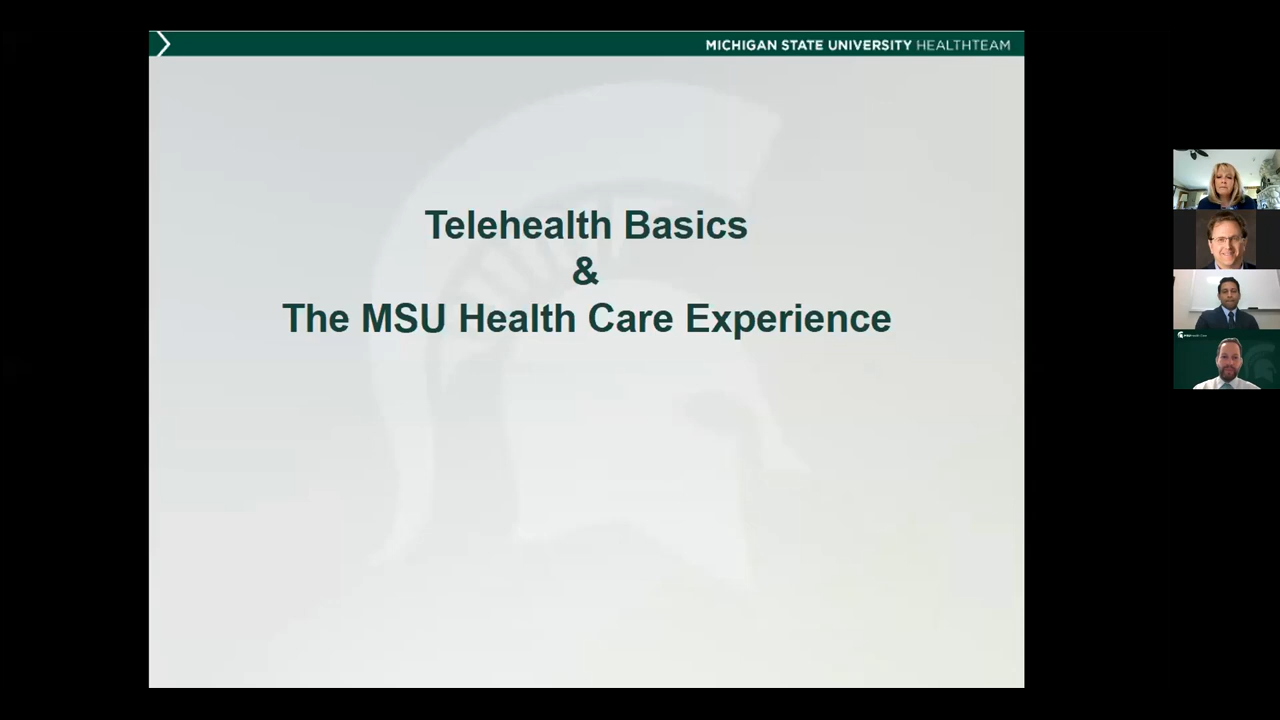 MICHIGAN STATE UNIVERSITY HEALTHTEAM
Telehealth Basics
&
The MSU Health Care Experience